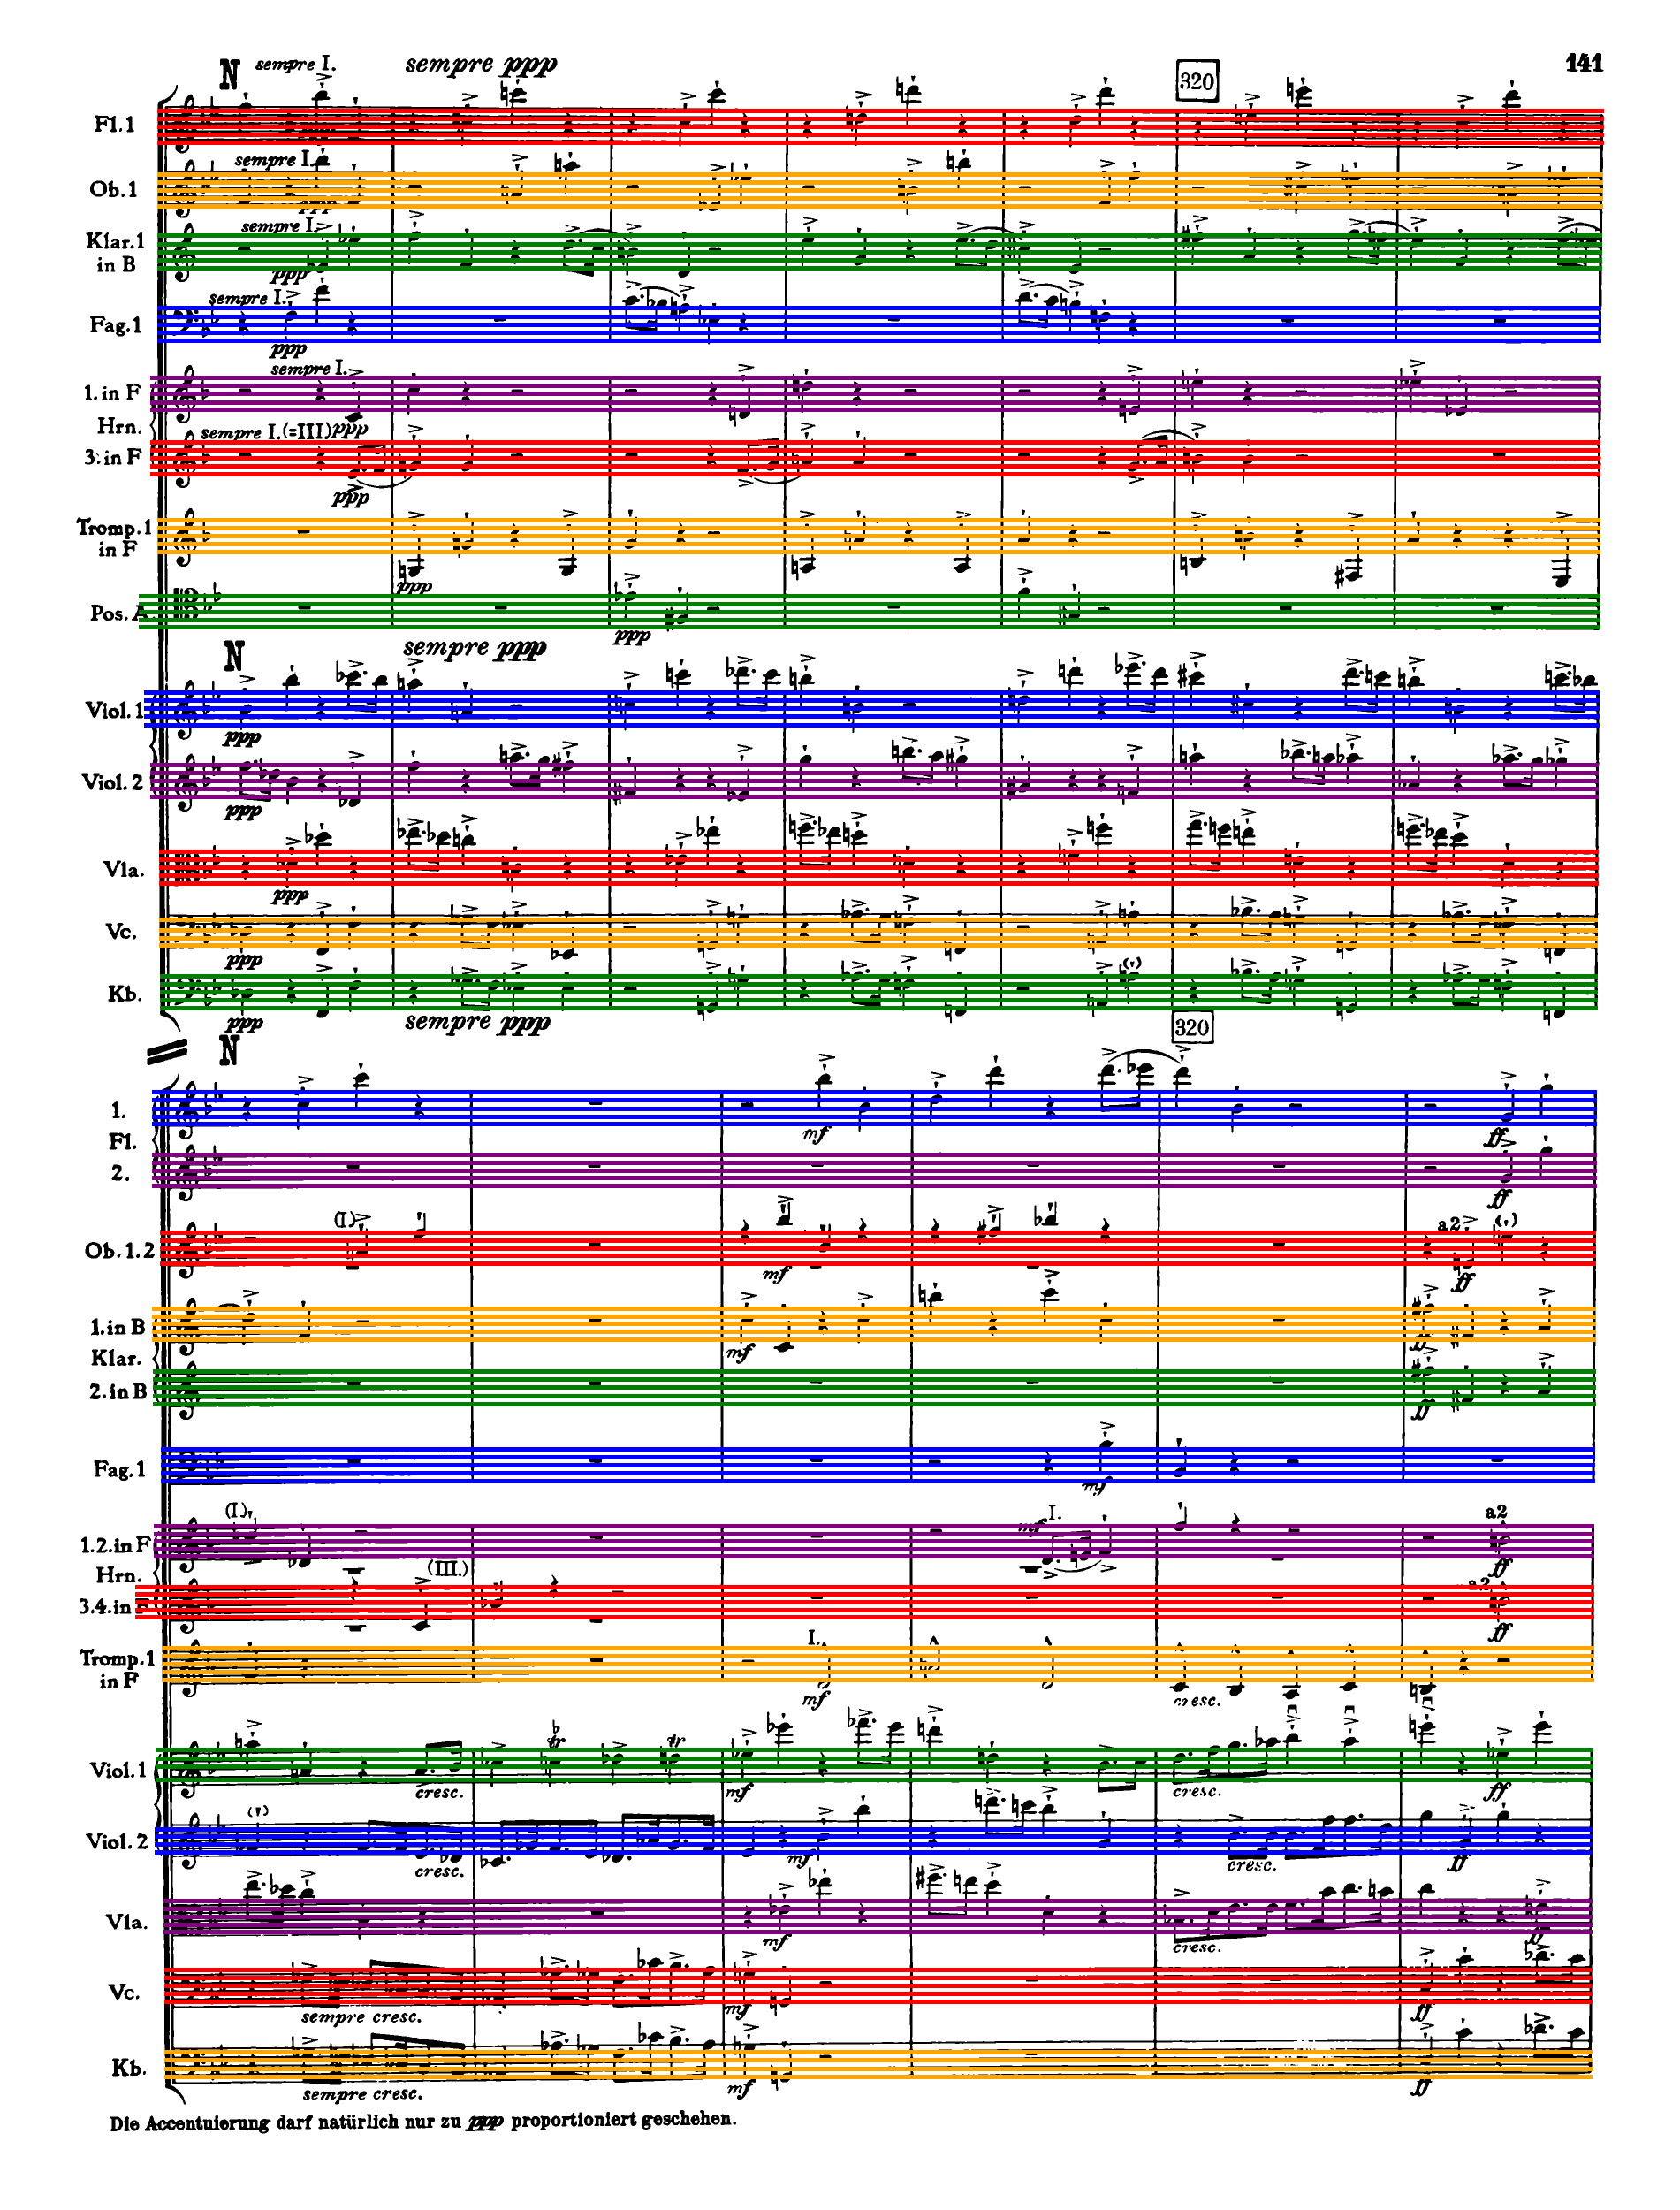 141
N sempre I. sempre ppp 320
Fl.1
sempre I.
ppp
Ob.1
sempre I.
ppp
Klar.1
in B
sempre I.
ppp
Fag.1
ppp
sempre I.
1. in F
Hrn.
sempre I.(=III) ppp
3. in F
ppp
Tromp.1
in F
ppp
Pos. A
ppp
N sempre ppp
Viol.1
ppp
Viol. 2
ppp
Vla.
ppp
Vc.
ppp
Kb.
ppp sempre ppp 320
N
1.
mf ff
Fl.
2.
ff
(I)
a2
Ob. 1.2
mf ff
1. in B
mf
Klar.
2. in B
ff
Fag.1
mf
(I) mf I. a2
1.2. in F
ff
Hrn.
(III.) a2
3.4. in F
ff
Tromp.1
in F
I.
mf cresc.
tr tr
Viol.1
cresc. mf cresc. ff
Viol. 2
cresc. mf cresc. ff
Vla.
mf cresc. ff
Vc.
sempre cresc. mf ff
Kb.
sempre cresc. mf ff
Die Accentuierung darf natürlich nur zu ppp proportioniert geschehen.